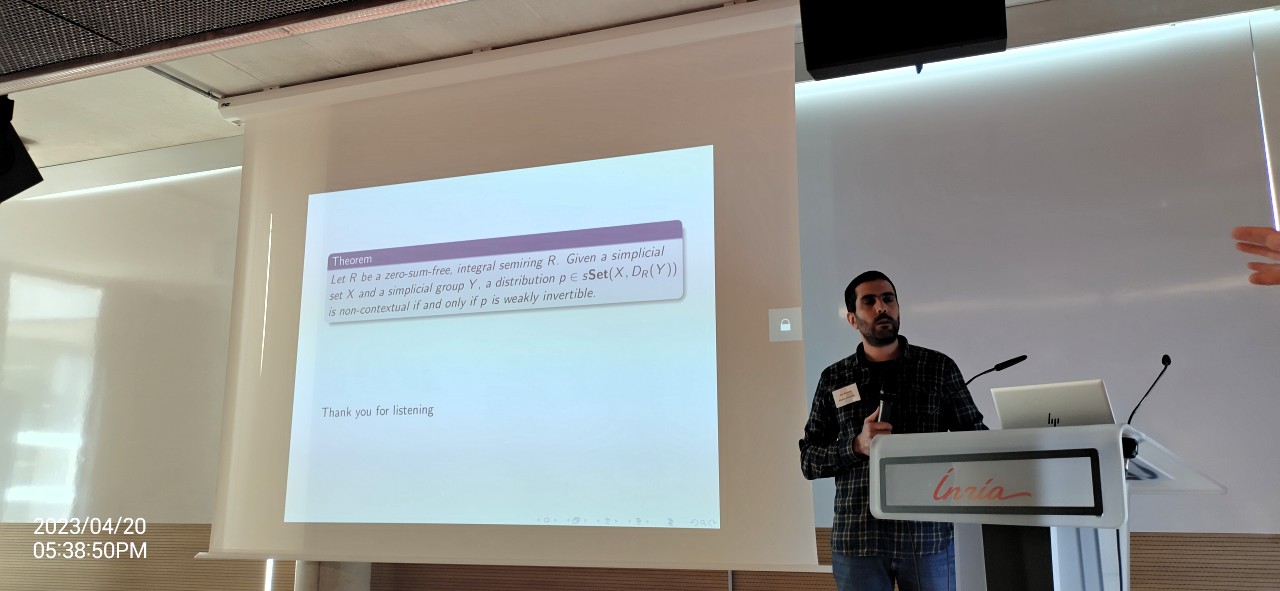 Theorem
Let R be a zero-sum-free, integral semiring R. Given a simplicial
set X and a simplicial group Y, a distribution p ∈ sSet(X, D_R(Y))
is non-contextual if and only if p is weakly invertible.
Thank you for listening
hp
Inria
2023/04/20
05:38:50PM